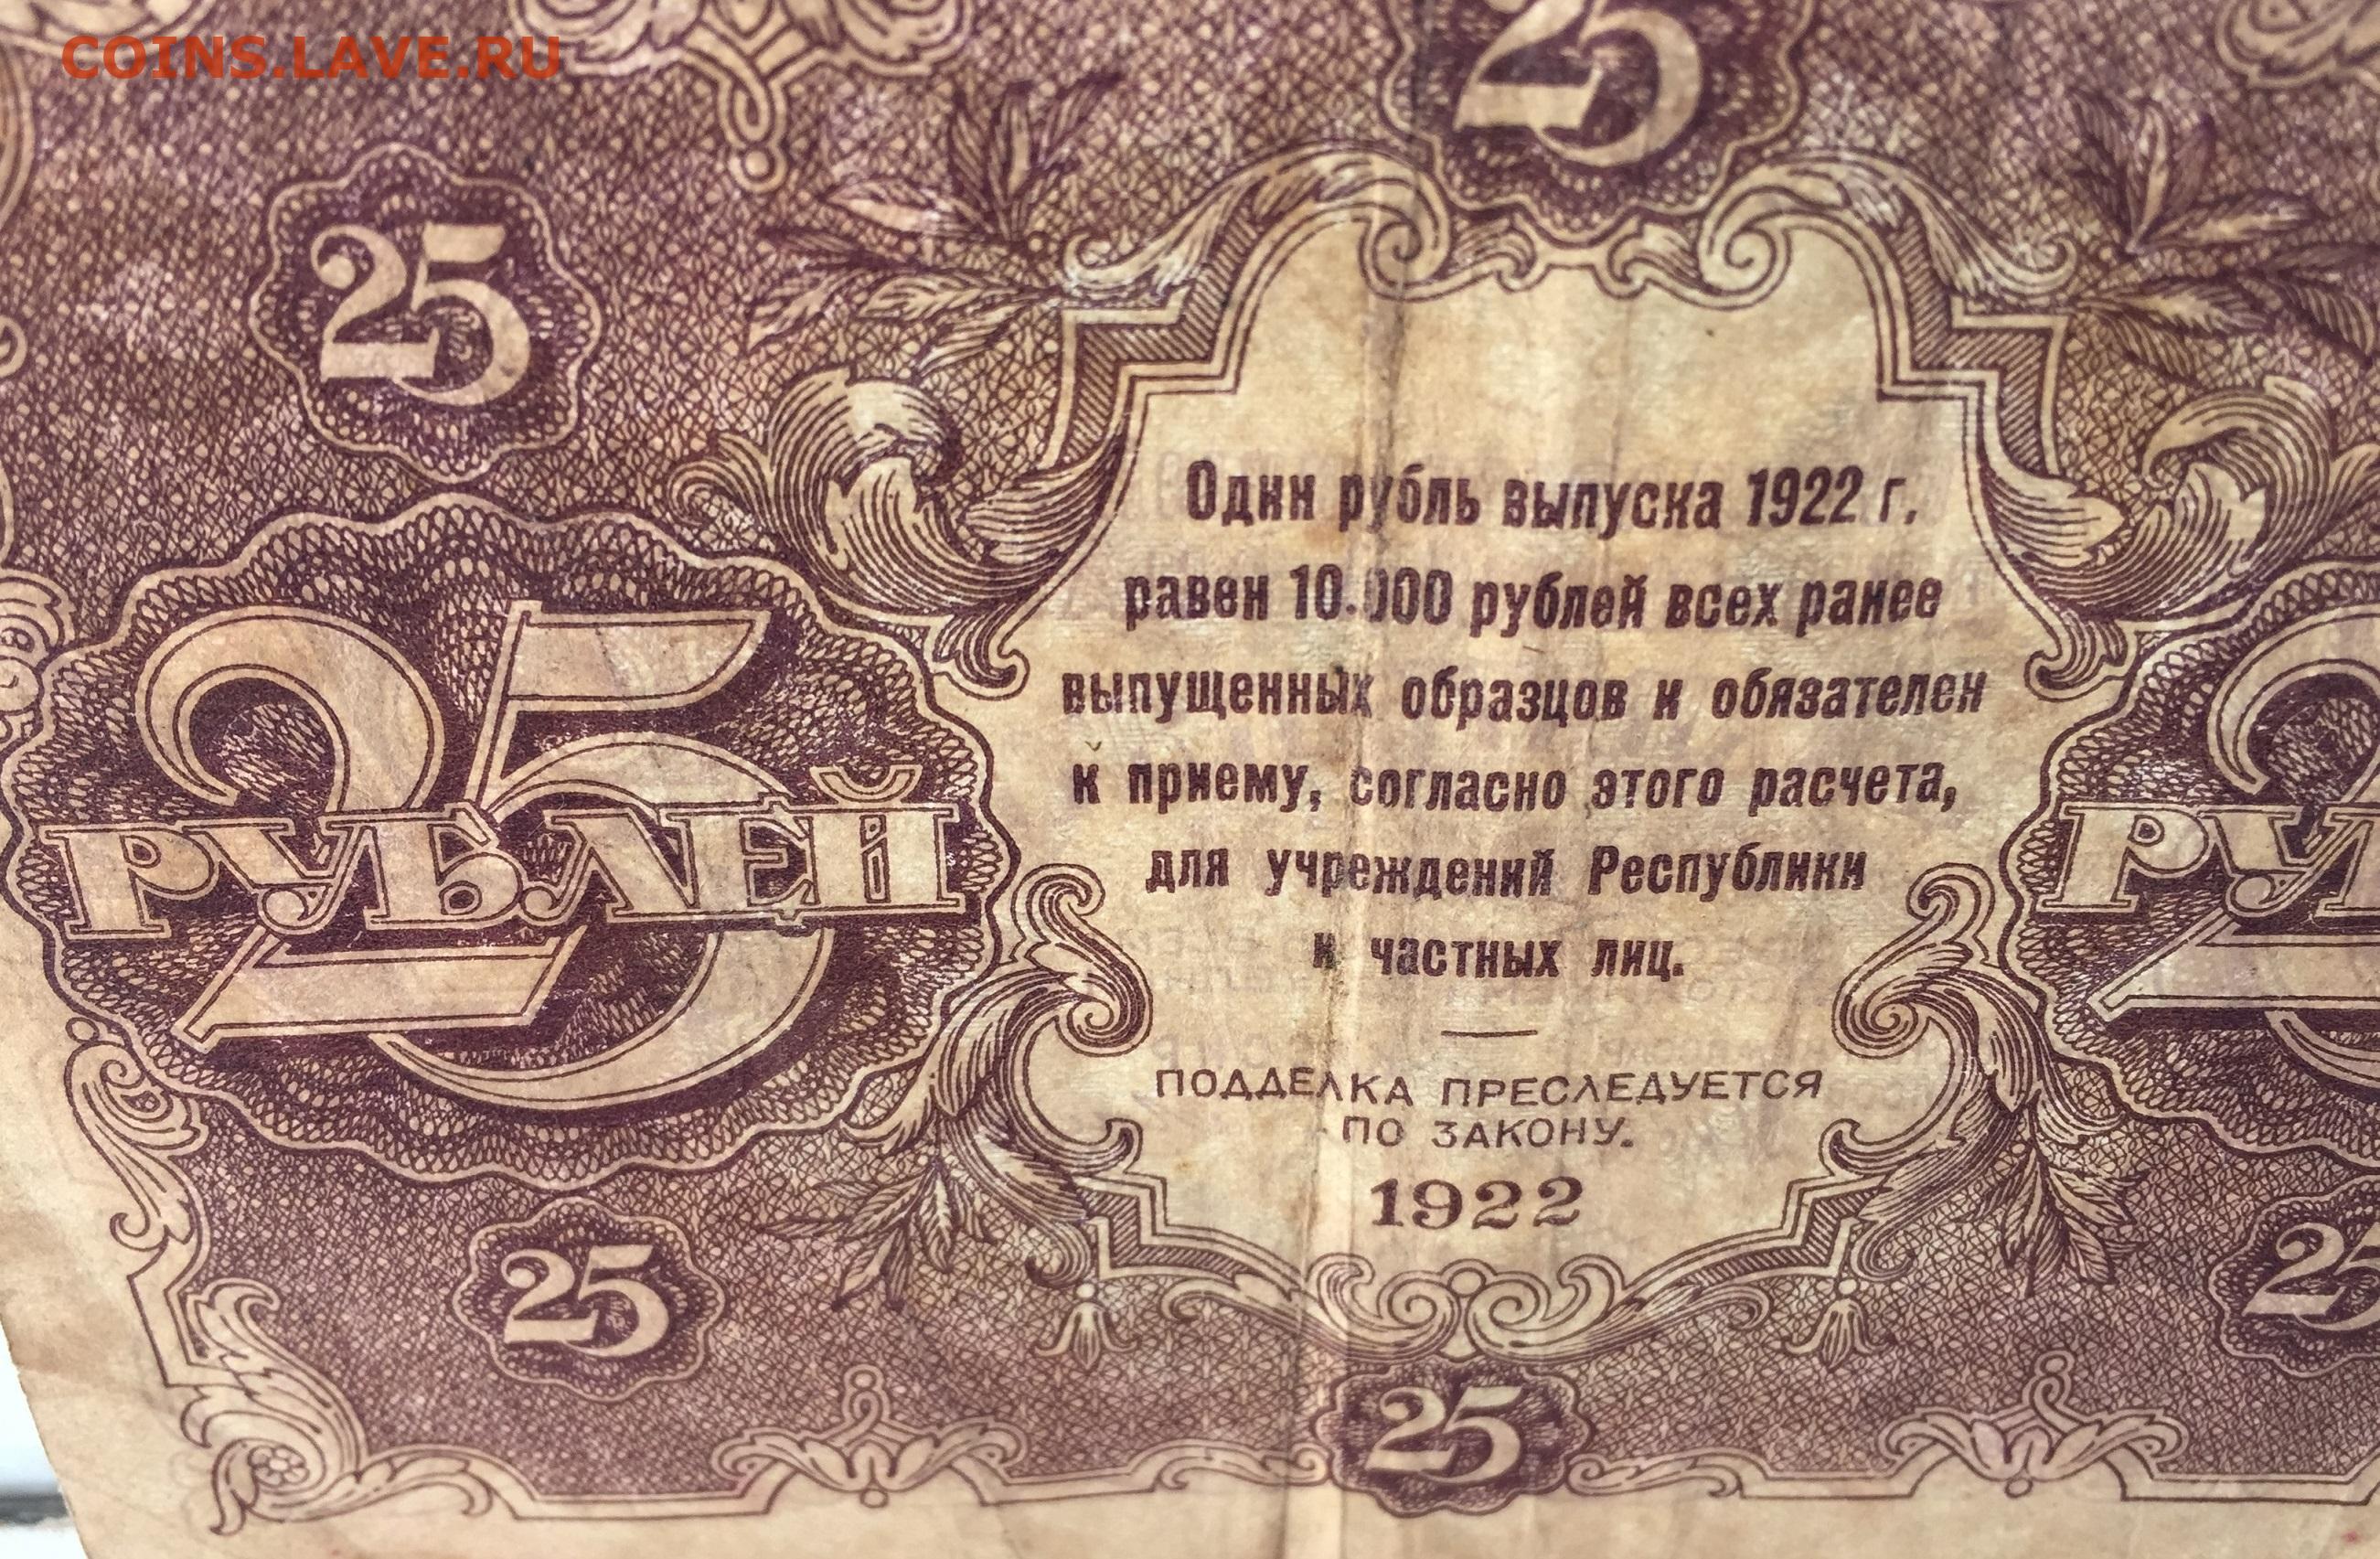 COINS.LAVE.RU
25
25
Один рубль выпуска 1922 г.
равен 10.000 рублей всех ранее
выпущенных образцов и обязателен
к приему, согласно этого расчета,
для учреждений Республики
и частных лиц.
25
РУБЛЕЙ
ПОДДЕЛКА ПРЕСЛЕДУЕТСЯ
ПО ЗАКОНУ.
1922
25
25
25